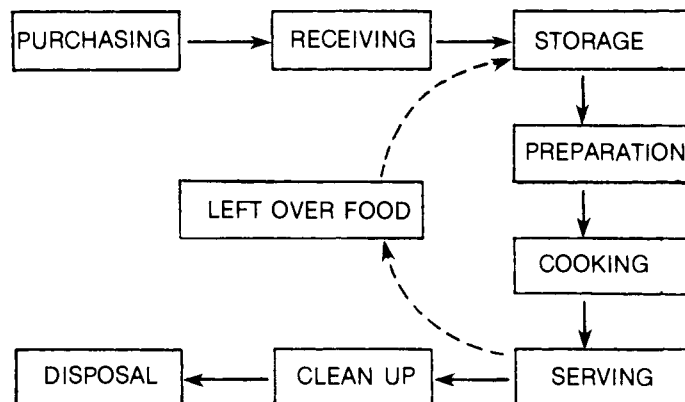 PURCHASING
RECEIVING
STORAGE
PREPARATION
LEFT OVER FOOD
COOKING
DISPOSAL
CLEAN UP
SERVING